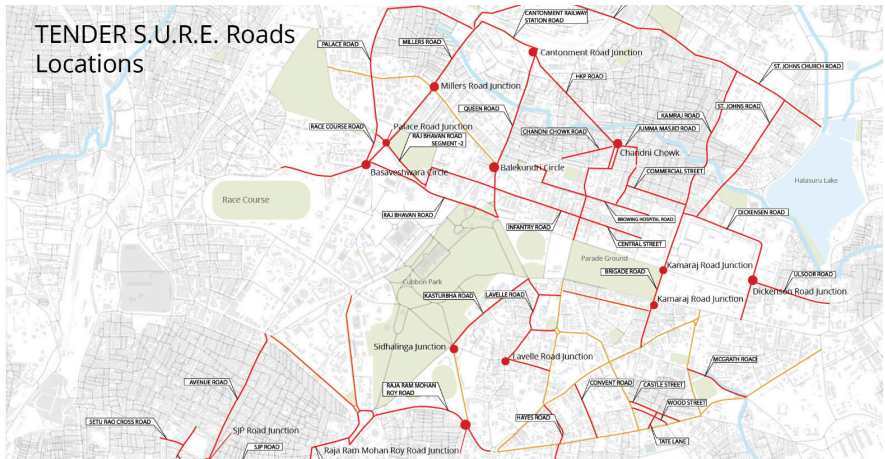 TENDER S.U.R.E. Roads
Locations
CANTONMENT RAILWAY
STATION ROAD
PALACE ROAD
MILLERS ROAD
Cantonment Road Junction
ST. JOHNS CHURCH ROAD
HKP ROAD
Millers Road Junction
QUEEN ROAD
ST. JOHNS ROAD
KAMRAJ ROAD
RACE COURSE ROAD
Palace Road Junction
CHANDNI CHOWK ROAD
JUMMA MASJID ROAD
RAJ BHAVAN ROAD
SEGMENT -2
Chandni Chowk
Basaveshwara Circle
Balekundri Circle
COMMERCIAL STREET
Halasuru Lake
Race Course
RAJ BHAVAN ROAD
BROWING HOSPITAL ROAD
DICKENSEN ROAD
INFANTRY ROAD
CENTRAL STREET
Parade Ground
Kamaraj Road Junction
BRIGADE ROAD
ULSOOR ROAD
Cubbon Park
Dickenson Road Junction
KASTURBHA ROAD
LAVELLE ROAD
Kamaraj Road Junction
Sidhalinga Junction
Lavelle Road Junction
MCGRATH ROAD
AVENUE ROAD
RAJA RAM MOHAN
ROY ROAD
CONVENT ROAD
CASTLE STREET
WOOD STREET
SETU RAO CROSS ROAD
HAYES ROAD
SJP Road Junction
TATE LANE
SJP ROAD
Raja Ram Mohan Roy Road Junction